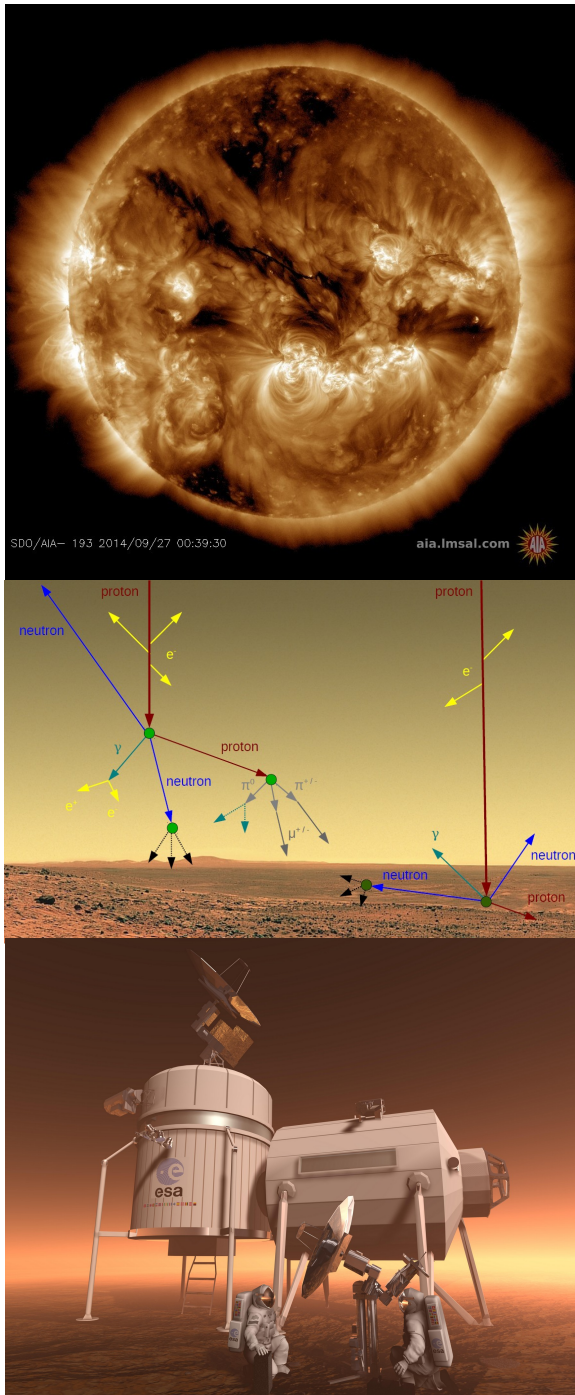 SDO/AIA- 193 2014/09/27 00:39:30
aia.lmsal.com
AIA
proton
proton
neutron
e⁻
e⁻
γ
proton
neutron
π⁰
π⁺/⁻
e⁺
e⁻
μ⁺/⁻
γ
neutron
neutron
proton
esa